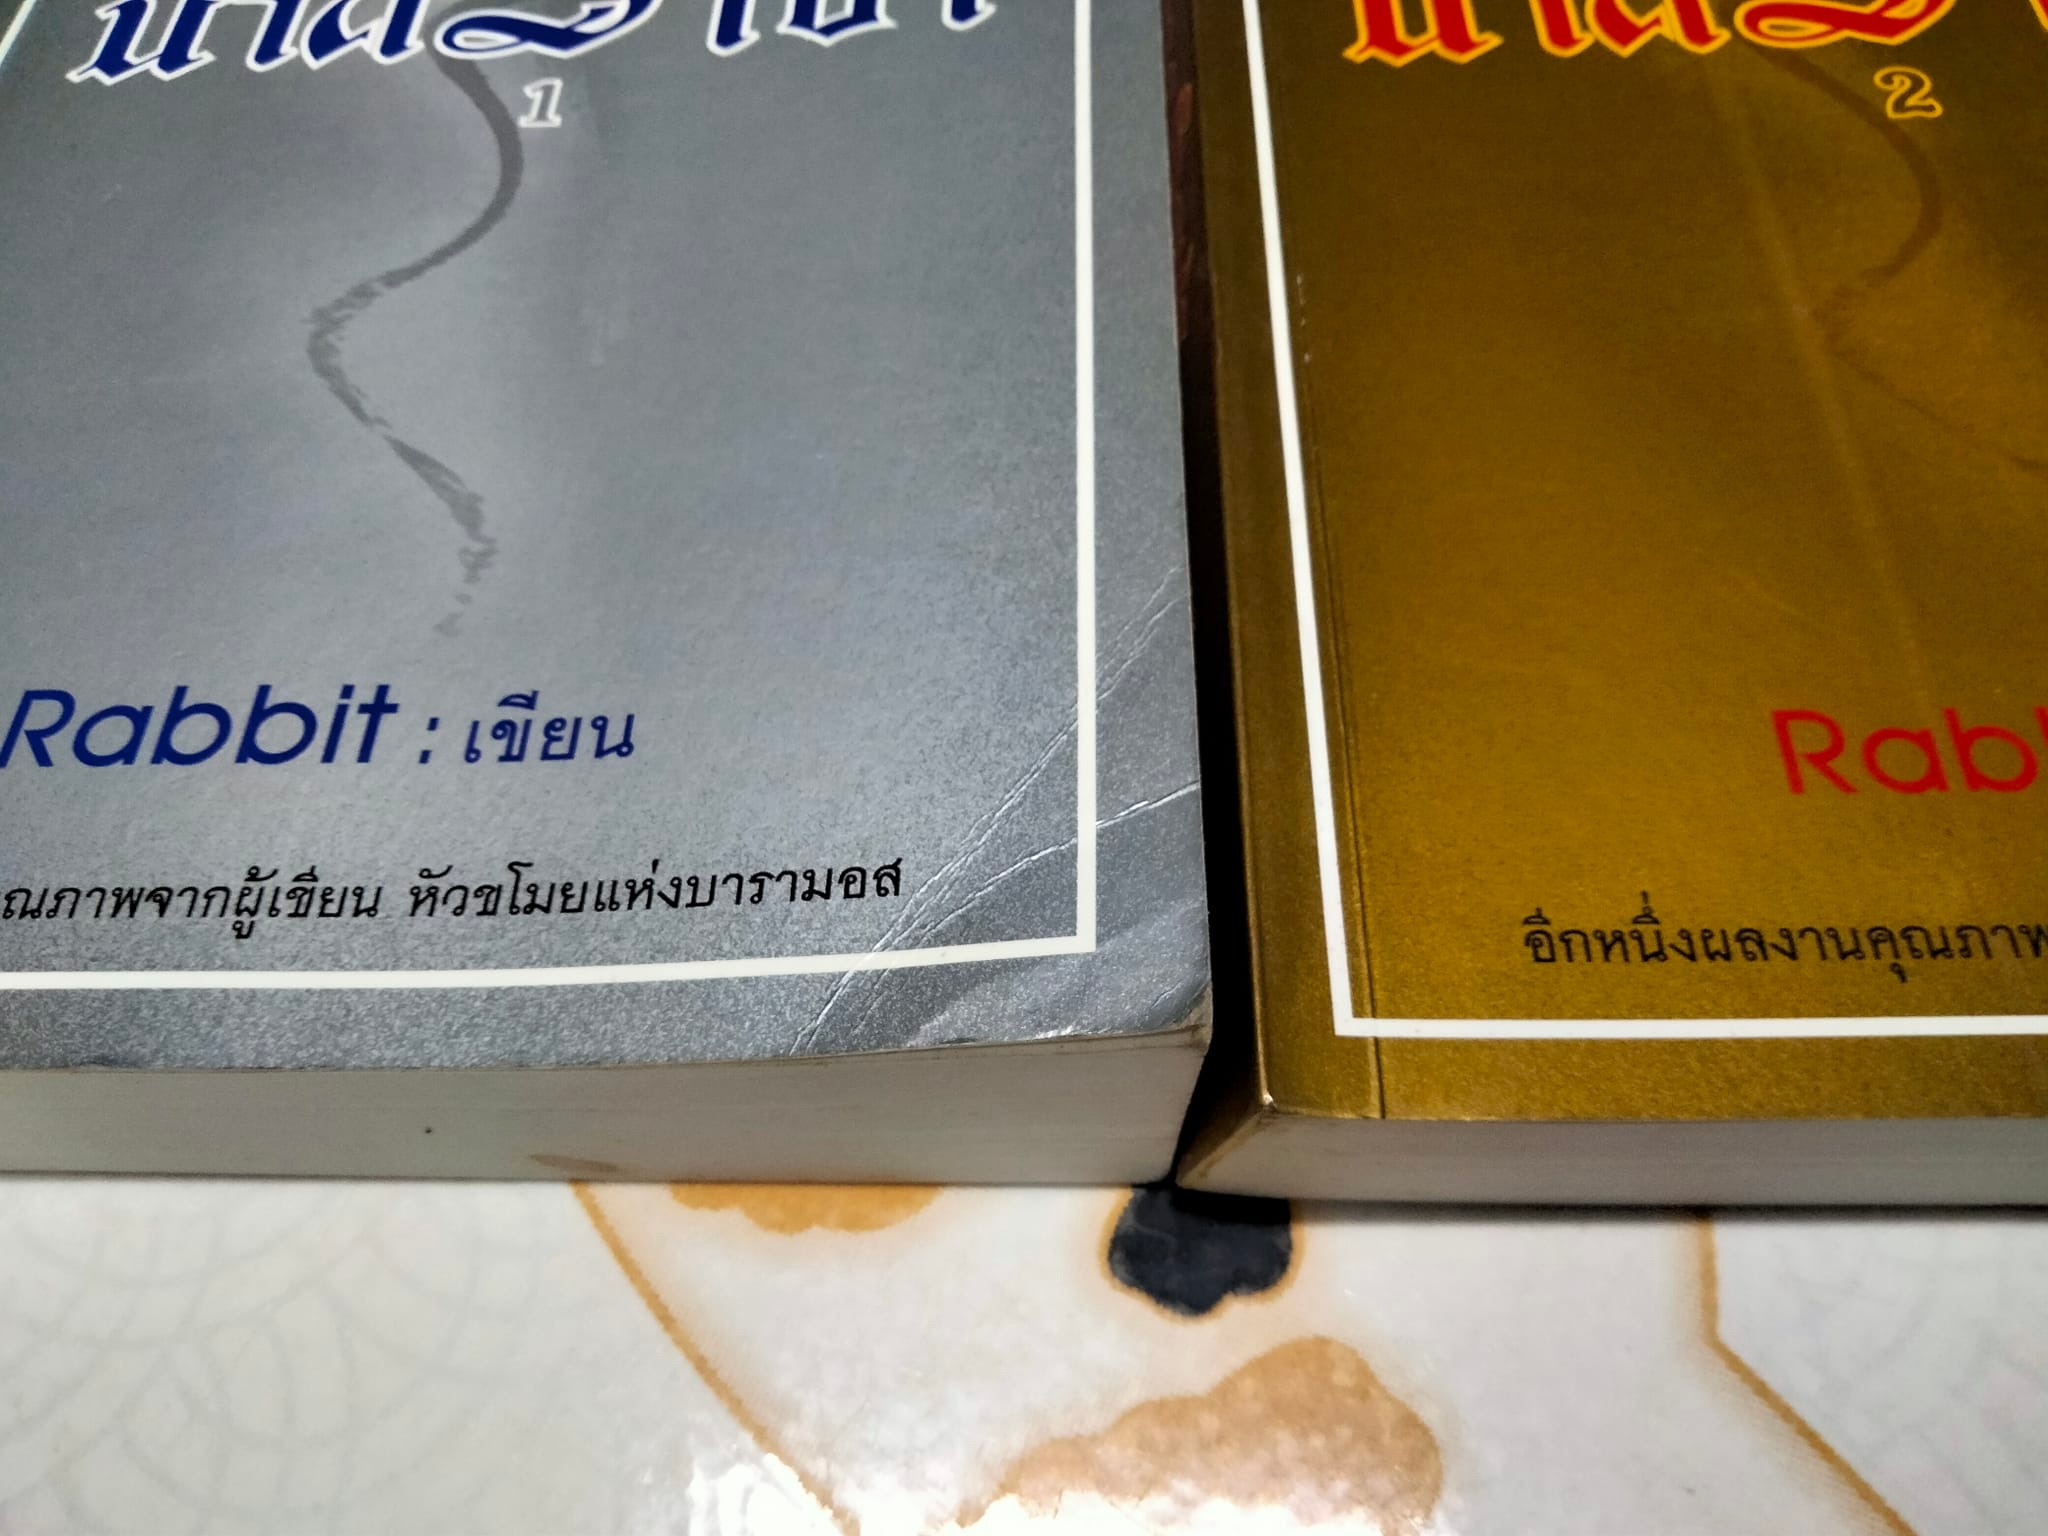 1
Rabbit : เขียน
ณภาพจากผู้เขียน หัวขโมยแห่งบารามอส
2
Rab
อีกหนึ่งผลงานคุณภาพ